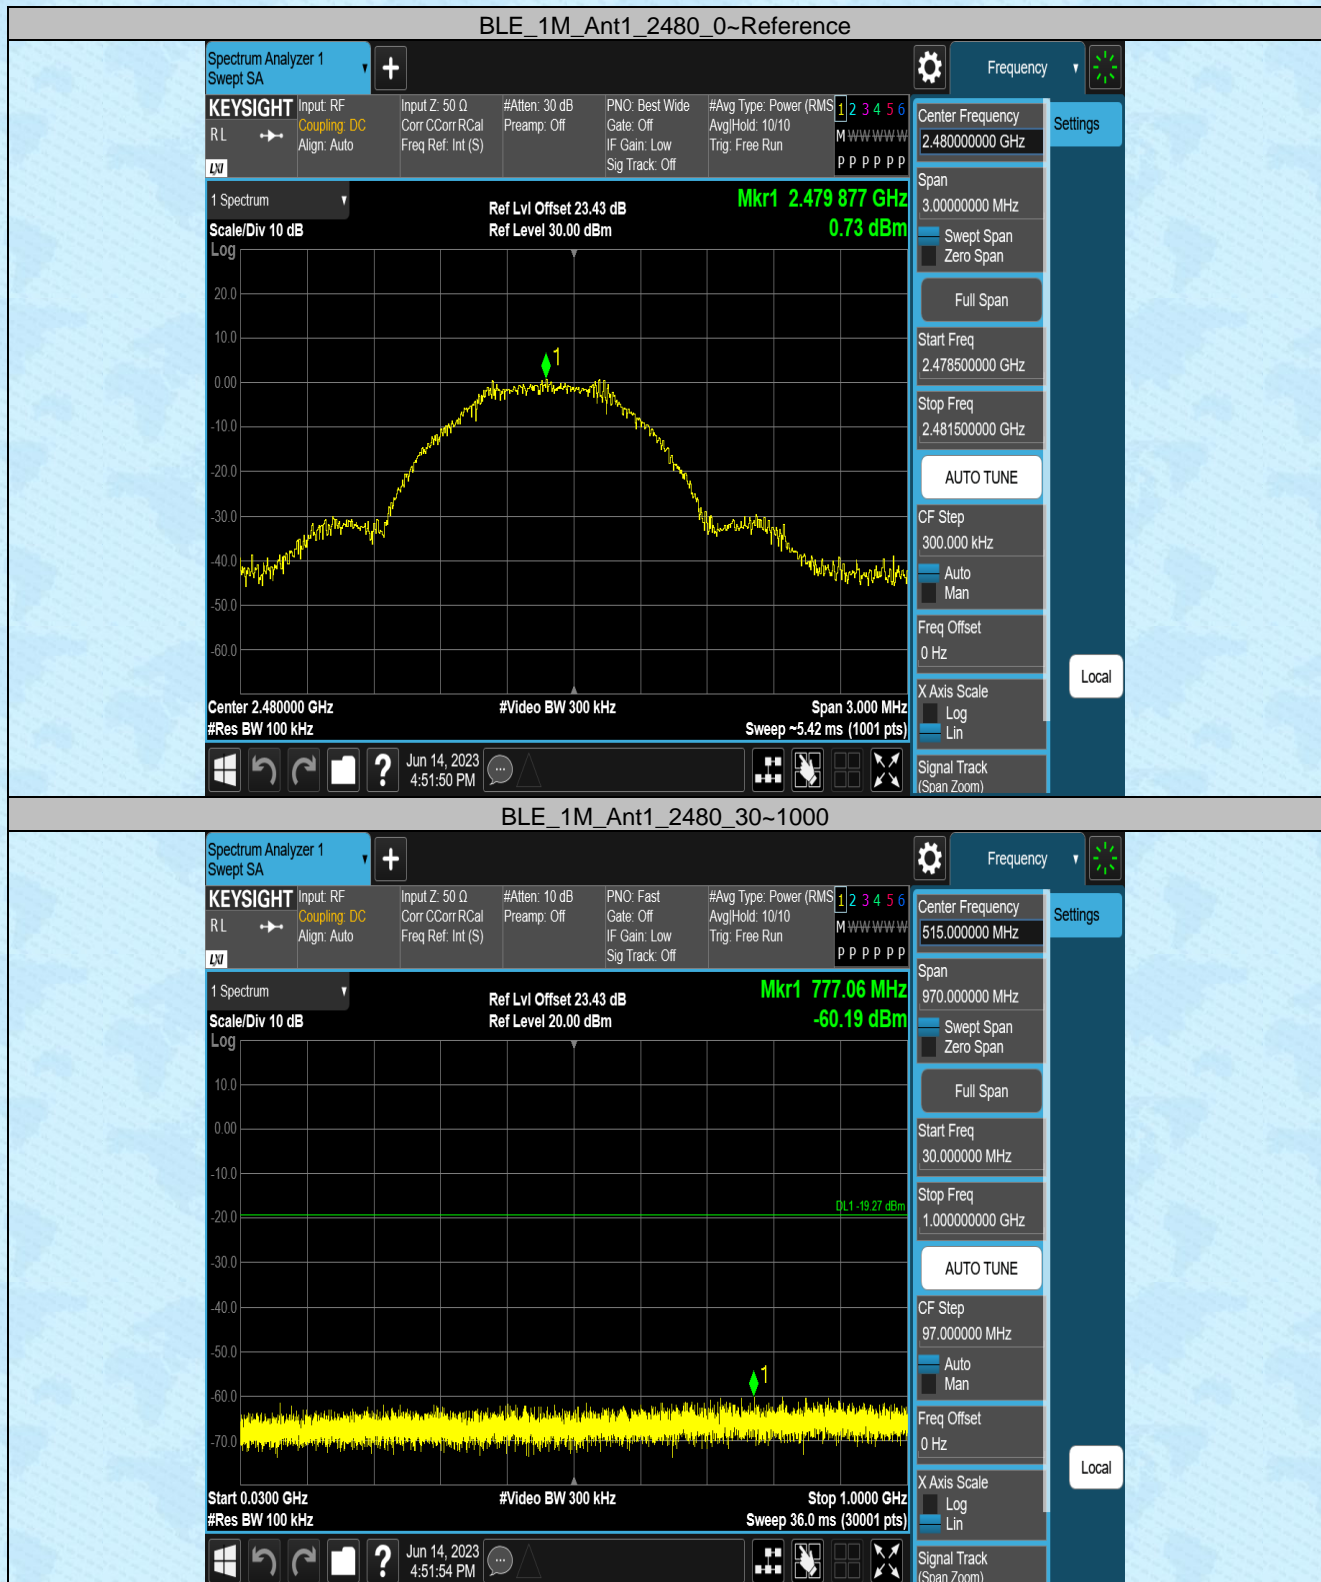 BLE_1M_Ant1_2480_0~Reference
Spectrum Analyzer 1
Swept SA
+
Frequency
KEYSIGHT
RL
LXI
Input: RF
Coupling: DC
Align: Auto
Input Z: 50 Ω
Corr CCorr RCal
Freq Ref: Int (S)
#Atten: 30 dB
Preamp: Off
PNO: Best Wide
Gate: Off
IF Gain: Low
Sig Track: Off
#Avg Type: Power (RMS
Avg|Hold: 10/10
Trig: Free Run
1 2 3 4 5 6
M W W W W W
P P P P P P
1 Spectrum
Scale/Div 10 dB
Log
Ref Lvl Offset 23.43 dB
Ref Level 30.00 dBm
Mkr1 2.479 877 GHz
0.73 dBm
1
20.0
10.0
0.00
-10.0
-20.0
-30.0
-40.0
-50.0
-60.0
Center 2.480000 GHz
#Res BW 100 kHz
#Video BW 300 kHz
Span 3.000 MHz
Sweep ~5.42 ms (1001 pts)
Center Frequency
2.480000000 GHz
Span
3.00000000 MHz
Swept Span
Zero Span
Full Span
Start Freq
2.478500000 GHz
Stop Freq
2.481500000 GHz
AUTO TUNE
CF Step
300.000 kHz
Auto
Man
Freq Offset
0 Hz
X Axis Scale
Log
Lin
Signal Track
(Span Zoom)
Settings
Local
?
Jun 14, 2023
4:51:50 PM
BLE_1M_Ant1_2480_30~1000
Spectrum Analyzer 1
Swept SA
+
Frequency
KEYSIGHT
RL
LXI
Input: RF
Coupling: DC
Align: Auto
Input Z: 50 Ω
Corr CCorr RCal
Freq Ref: Int (S)
#Atten: 10 dB
Preamp: Off
PNO: Fast
Gate: Off
IF Gain: Low
Sig Track: Off
#Avg Type: Power (RMS
Avg|Hold: 10/10
Trig: Free Run
1 2 3 4 5 6
M W W W W W
P P P P P P
1 Spectrum
Scale/Div 10 dB
Log
Ref Lvl Offset 23.43 dB
Ref Level 20.00 dBm
Mkr1 777.06 MHz
-60.19 dBm
10.0
0.00
-10.0
-20.0
-30.0
-40.0
-50.0
-60.0
-70.0
DL1 -19.27 dBm
1
Start 0.0300 GHz
#Res BW 100 kHz
#Video BW 300 kHz
Stop 1.0000 GHz
Sweep 36.0 ms (30001 pts)
Center Frequency
515.000000 MHz
Span
970.000000 MHz
Swept Span
Zero Span
Full Span
Start Freq
30.000000 MHz
Stop Freq
1.000000000 GHz
AUTO TUNE
CF Step
97.000000 MHz
Auto
Man
Freq Offset
0 Hz
X Axis Scale
Log
Lin
Signal Track
(Span Zoom)
Settings
Local
?
Jun 14, 2023
4:51:54 PM